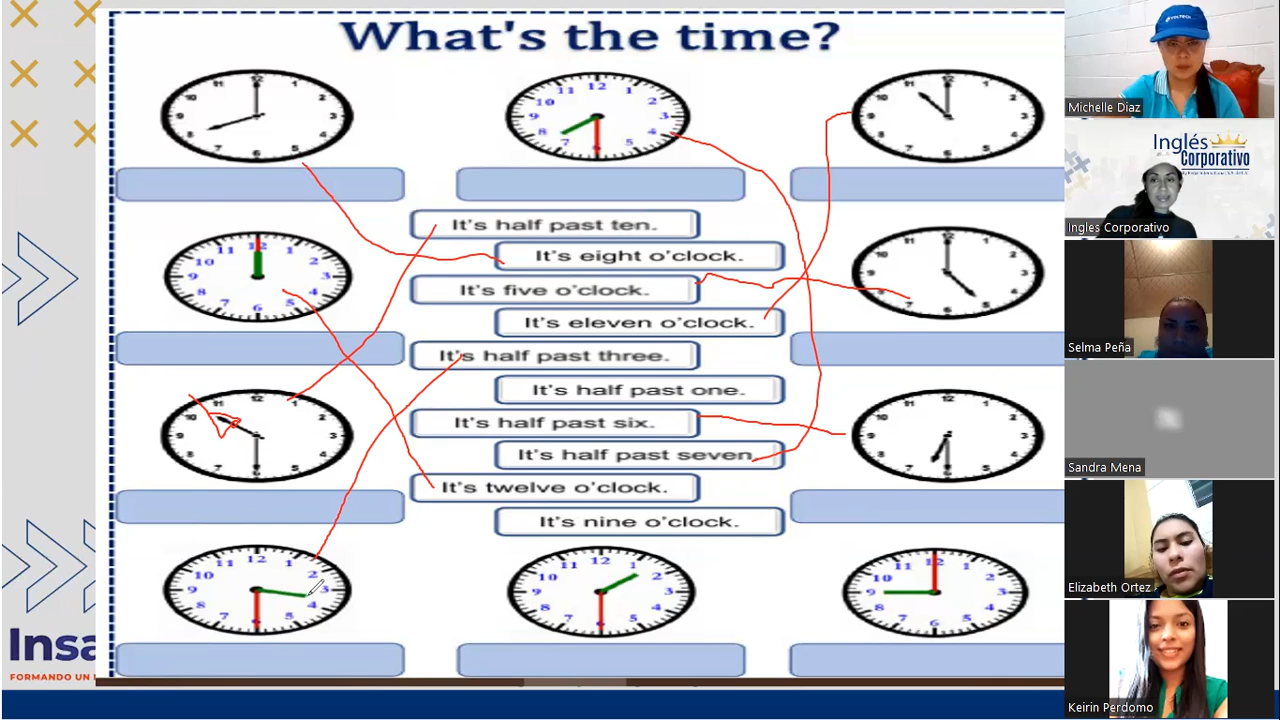 What's the time?
It's half past ten.
It's eight o'clock.
It's five o'clock.
It's eleven o'clock.
It's half past three.
It's half past one.
It's half past six.
It's half past seven.
It's twelve o'clock.
It's nine o'clock.
Insa
FORMANDO UN
Michelle Diaz
Inglés
Corporativo
Ingles Corporativo
Selma Peña
Sandra Mena
Elizabeth Ortez
Keirin Perdomo